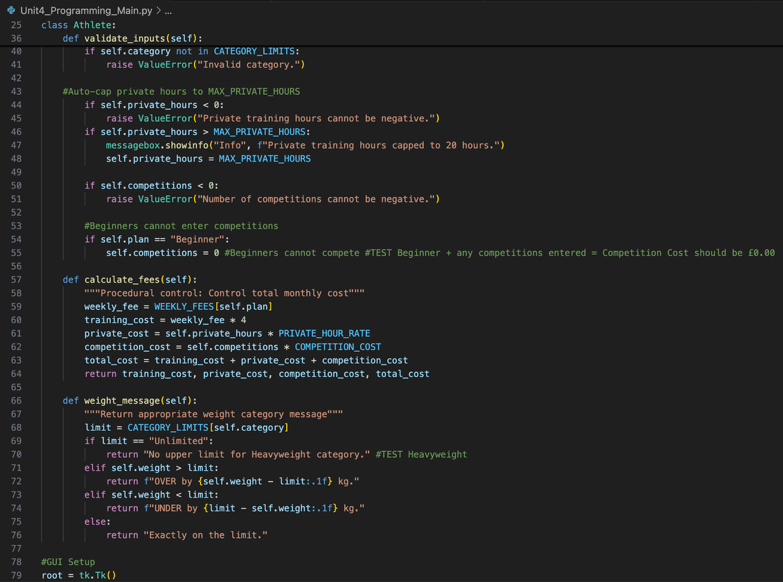 Unit4_Programming_Main.py > ...
25 class Athlete:
36     def validate_inputs(self):
40         if self.category not in CATEGORY_LIMITS:
41             raise ValueError("Invalid category.")
42
43     #Auto-cap private hours to MAX_PRIVATE_HOURS
44         if self.private_hours < 0:
45             raise ValueError("Private training hours cannot be negative.")
46         if self.private_hours > MAX_PRIVATE_HOURS:
47             messagebox.showinfo("Info", f"Private training hours capped to 20 hours.")
48             self.private_hours = MAX_PRIVATE_HOURS
49
50         if self.competitions < 0:
51             raise ValueError("Number of competitions cannot be negative.")
52
53         #Beginners cannot enter competitions
54         if self.plan == "Beginner":
55             self.competitions = 0 #Beginners cannot compete #TEST Beginner + any competitions entered = Competition Cost should be £0.00
56
57     def calculate_fees(self):
58         """Procedural control: Control total monthly cost"""
59         weekly_fee = WEEKLY_FEES[self.plan]
60         training_cost = weekly_fee * 4
61         private_cost = self.private_hours * PRIVATE_HOUR_RATE
62         competition_cost = self.competitions * COMPETITION_COST
63         total_cost = training_cost + private_cost + competition_cost
64         return training_cost, private_cost, competition_cost, total_cost
65
66     def weight_message(self):
67         """Return appropriate weight category message"""
68         limit = CATEGORY_LIMITS[self.category]
69         if limit == "Unlimited":
70             return "No upper limit for Heavyweight category." #TEST Heavyweight
71         elif self.weight > limit:
72             return f"OVER by {self.weight - limit:.1f} kg."
73         elif self.weight < limit:
74             return f"UNDER by {limit - self.weight:.1f} kg."
75         else:
76             return "Exactly on the limit."
77
78 #GUI Setup
79 root = tk.Tk()